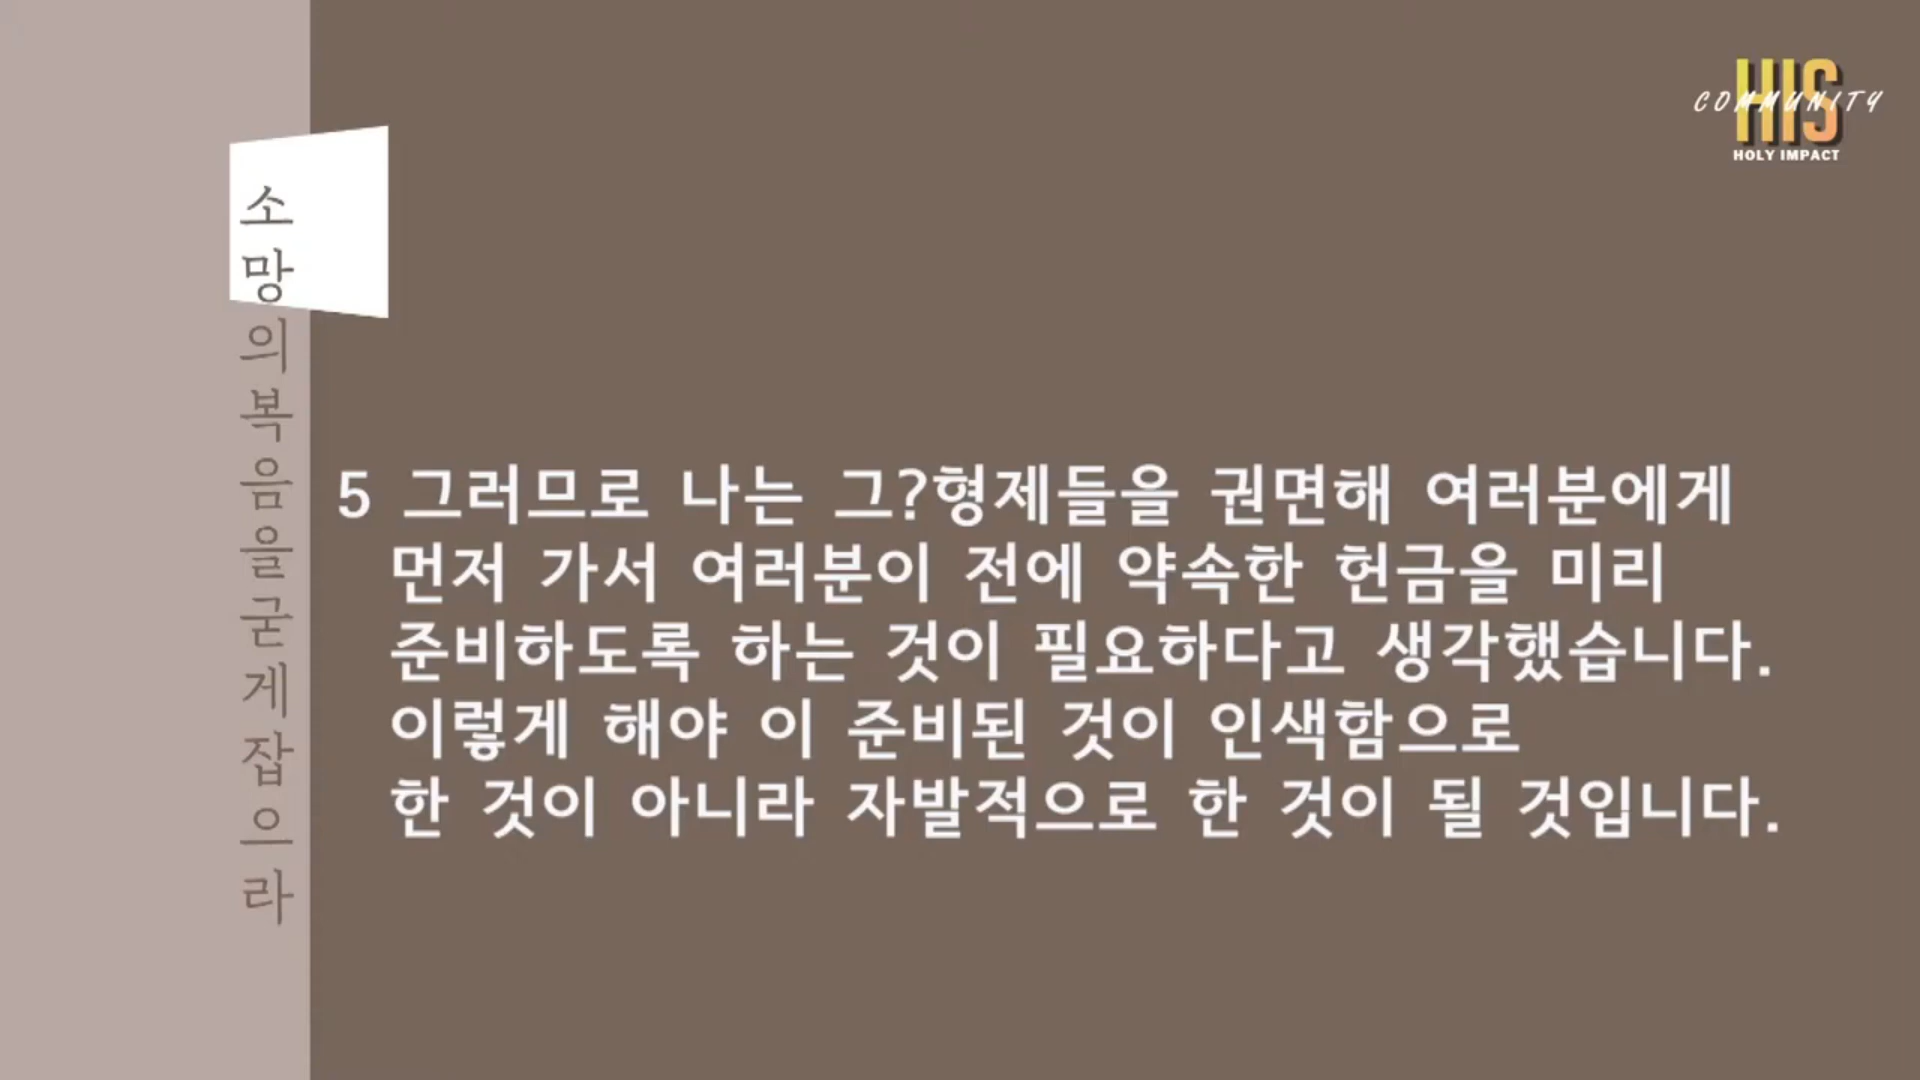 HIS
COMMUNITY
HOLY IMPACT
소망의복음을굳게잡으라
5 그러므로 나는 그?형제들을 권면해 여러분에게
먼저 가서 여러분이 전에 약속한 헌금을 미리
준비하도록 하는 것이 필요하다고 생각했습니다.
이렇게 해야 이 준비된 것이 인색함으로
한 것이 아니라 자발적으로 한 것이 될 것입니다.